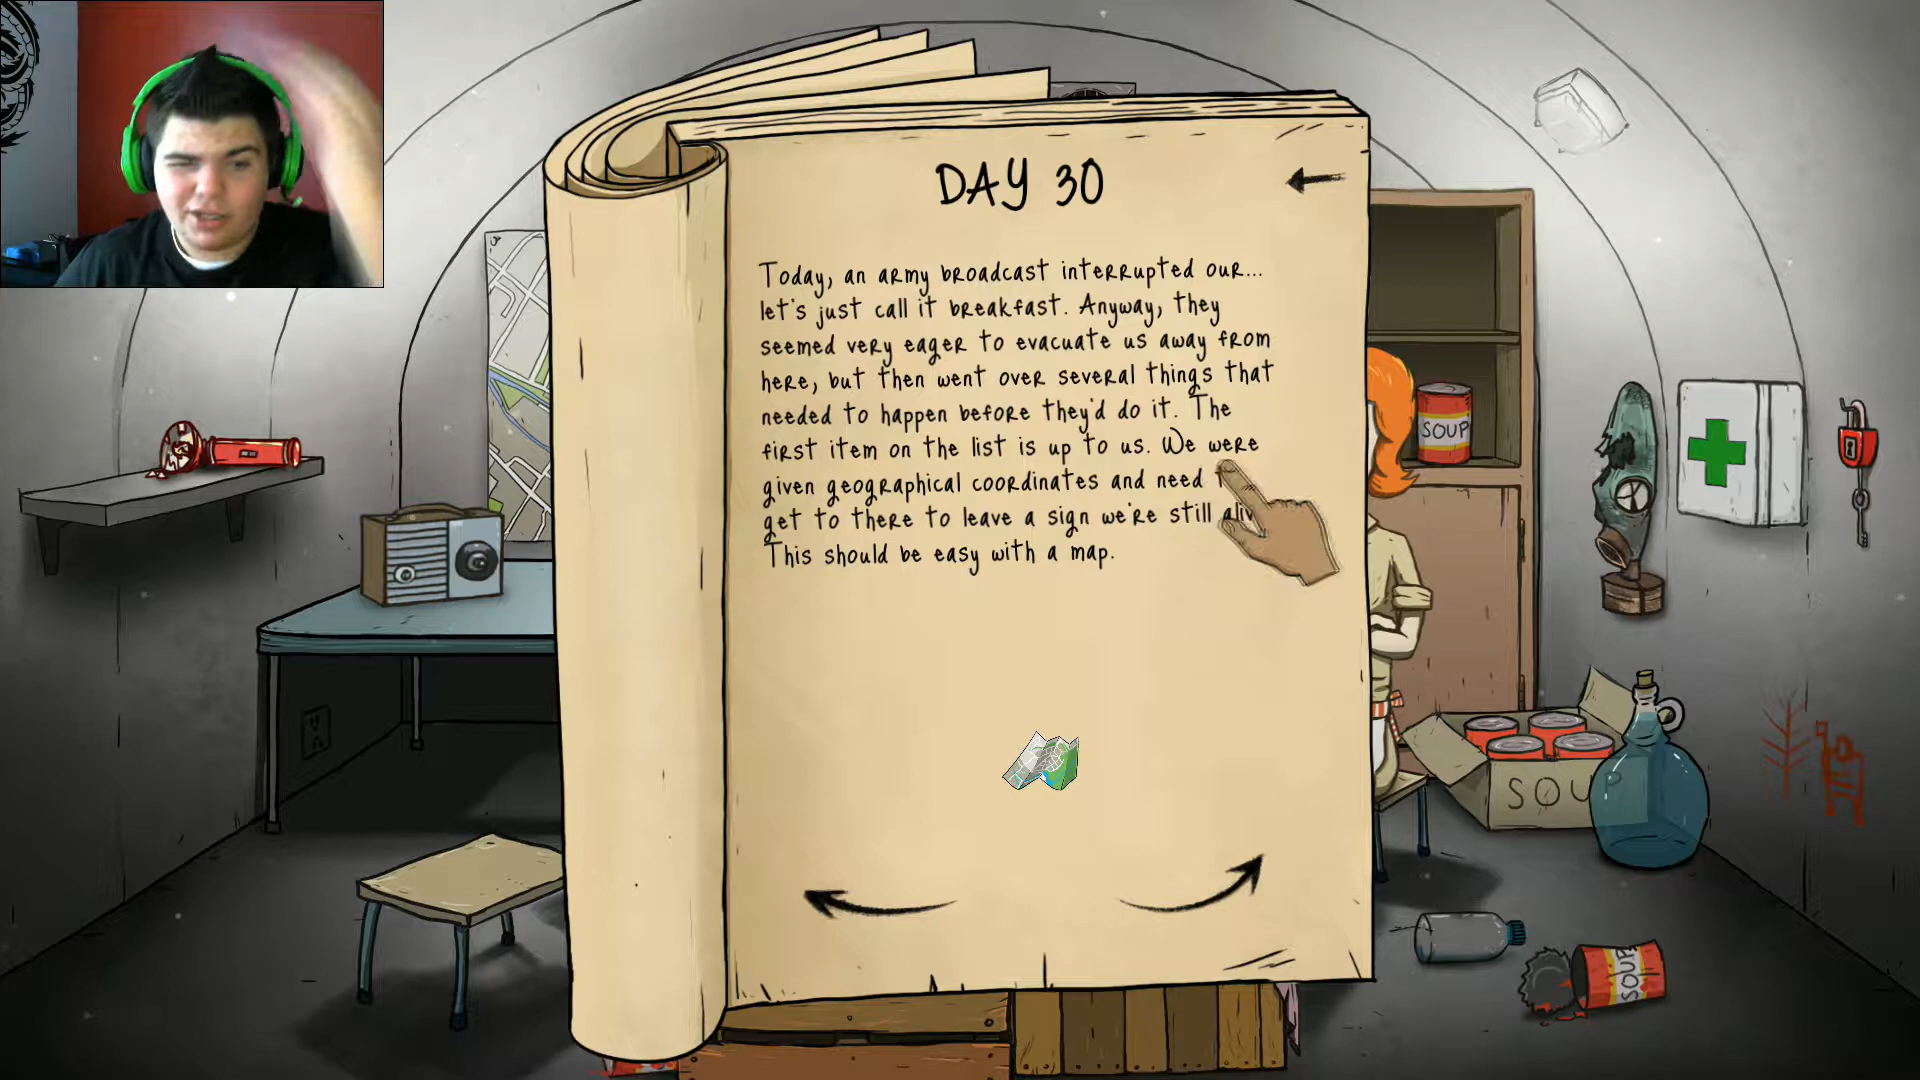 DAY 30
Today, an army broadcast interrupted our...
let's just call it breakfast. Anyway, they
seemed very eager to evacuate us away from
here, but then went over several things that
needed to happen before they'd do it. The
first item on the list is up to us. We were
given geographical coordinates and need
get to there to leave a sign we're still
This should be easy with a map.
SOUP
SOUP
SOUP